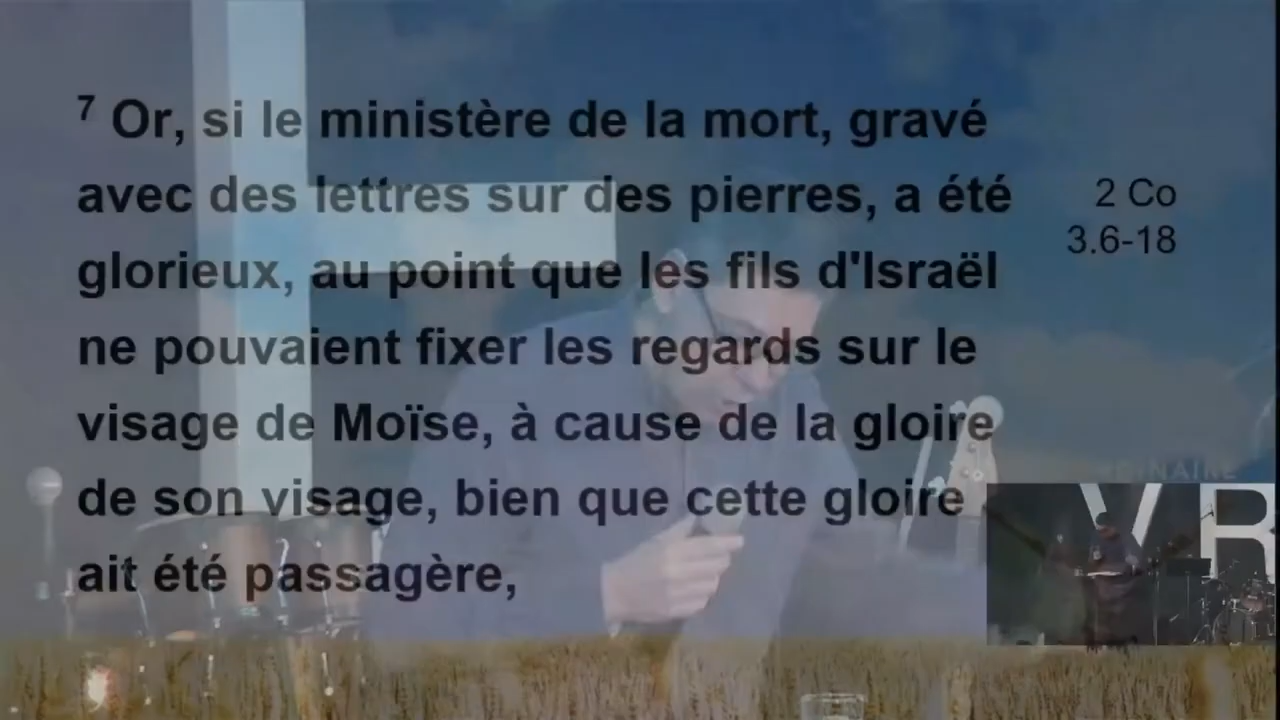 7 Or, si le ministère de la mort, gravé
avec des lettres sur des pierres, a été
glorieux, au point que les fils d'Israël
ne pouvaient fixer les regards sur le
visage de Moïse, à cause de la gloire
de son visage, bien que cette gloire
ait été passagère,
2 Co
3.6-18
VR